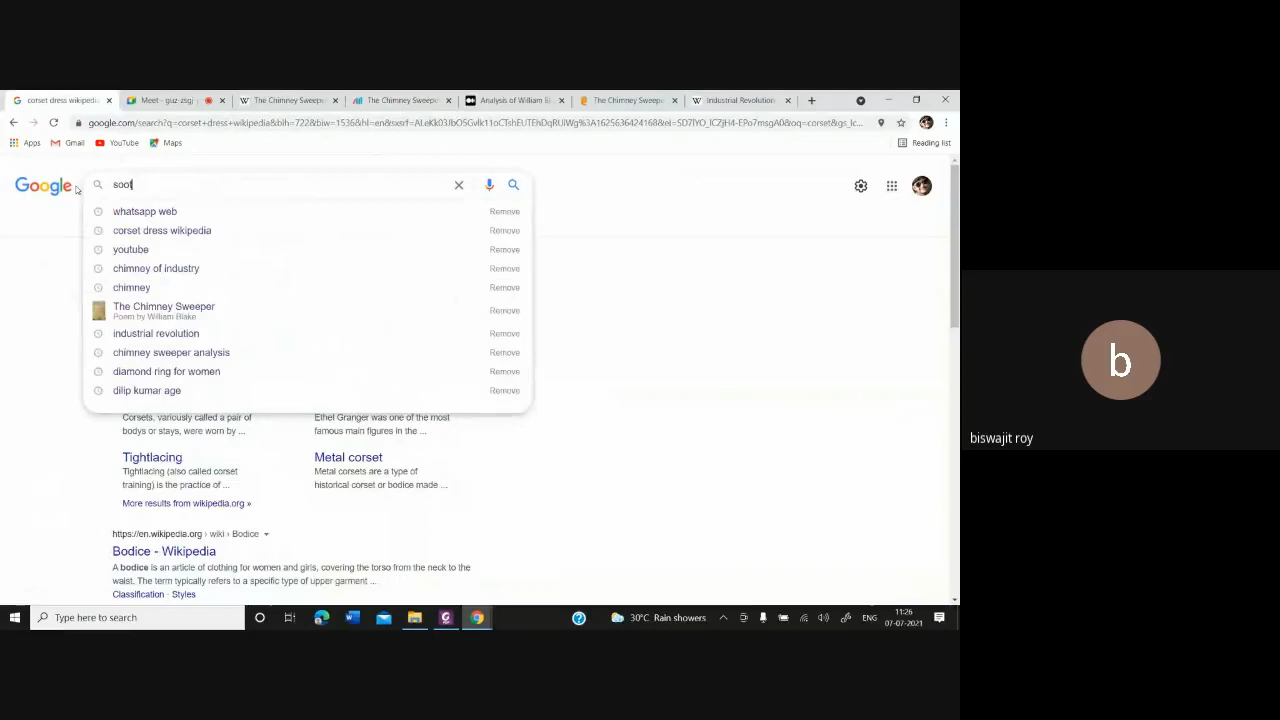 corset dress wikipedia
Meet - guz-zsgj
The Chimney Sweepe
The Chimney Sweepe
Analysis of William Bl
The Chimney Sweepe
Industrial Revolution
Apps
Gmail
YouTube
Maps
Reading list
Google
soot
whatsapp web
Remove
corset dress wikipedia
Remove
youtube
Remove
chimney of industry
Remove
chimney
Remove
The Chimney Sweeper
Poem by William Blake
Remove
industrial revolution
Remove
chimney sweeper analysis
Remove
diamond ring for women
Remove
dilip kumar age
Remove
Corsets, variously called a pair of
bodys or stays, were worn by ...
Ethel Granger was one of the most
famous main figures in the ...
Tightlacing
Tightlacing (also called corset
training) is the practice of ...
Metal corset
Metal corsets are a type of
historical corset or bodice made ...
More results from wikipedia.org »
https://en.wikipedia.org › wiki › Bodice
Bodice - Wikipedia
A bodice is an article of clothing for women and girls, covering the torso from the neck to the
waist. The term typically refers to a specific type of upper garment ...
Classification · Styles
Type here to search
30°C Rain showers
ENG
11:26
07-07-2021
b
biswajit roy